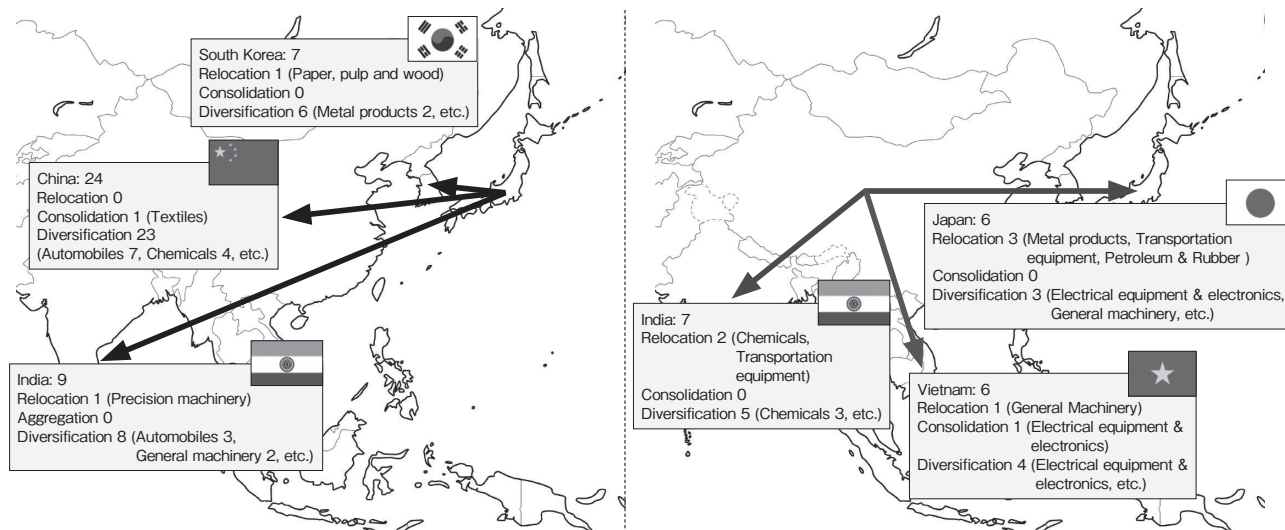 South Korea: 7
Relocation 1 (Paper, pulp and wood)
Consolidation 0
Diversification 6 (Metal products 2, etc.)
China: 24
Relocation 0
Consolidation 1 (Textiles)
Diversification 23
(Automobiles 7, Chemicals 4, etc.)
India: 9
Relocation 1 (Precision machinery)
Aggregation 0
Diversification 8 (Automobiles 3,
General machinery 2, etc.)
Japan: 6
Relocation 3 (Metal products, Transportation
equipment, Petroleum & Rubber )
Consolidation 0
Diversification 3 (Electrical equipment & electronics,
General machinery, etc.)
India: 7
Relocation 2 (Chemicals,
Transportation
equipment)
Consolidation 0
Diversification 5 (Chemicals 3, etc.)
Vietnam: 6
Relocation 1 (General Machinery)
Consolidation 1 (Electrical equipment &
electronics)
Diversification 4 (Electrical equipment &
electronics, etc.)